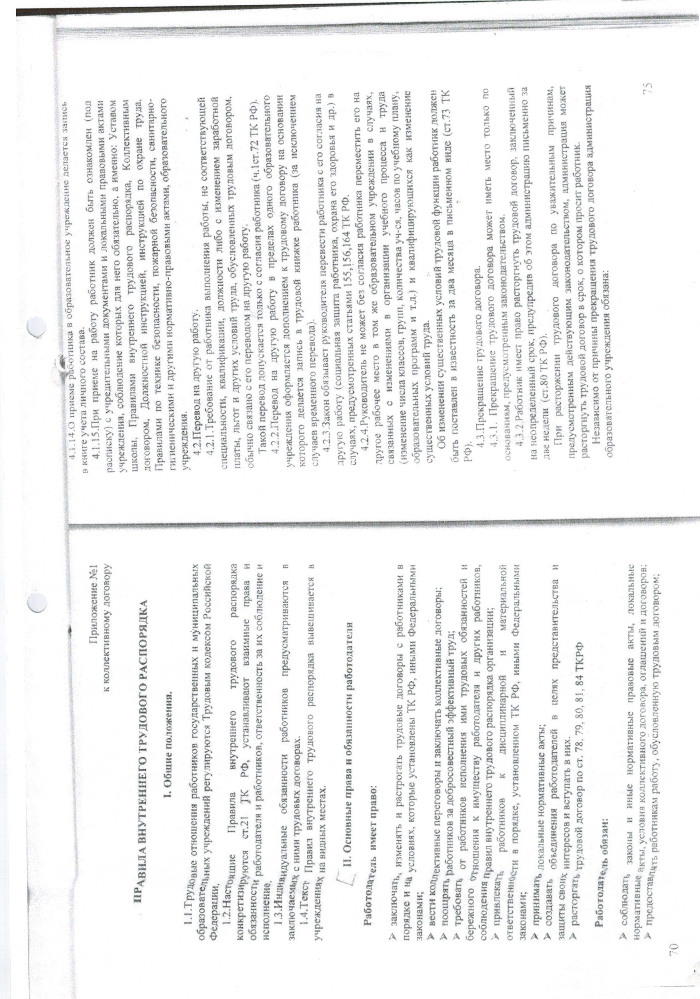 Приложение №1
к коллективному договору
ПРАВИЛА ВНУТРЕННЕГО ТРУДОВОГО РАСПОРЯДКА
I. Общие положения.
1.1.Трудовые отношения работников государственных и муниципальных
образовательных учреждений регулируются Трудовым кодексом Российской
Федерации.
1.2.Настоящие Правила внутреннего трудового распорядка
конкретизируются ст.21 ТК РФ, устанавливают взаимные права и
обязанности работодателя и работников, ответственность за их соблюдение и
исполнение.
1.3.Индивидуальные обязанности работников предусматриваются в
заключаемых с ними трудовых договорах.
1.4.Текст Правил внутреннего трудового распорядка вывешивается в
учреждениях на видных местах.
II. Основные права и обязанности работодателя
Работодатель имеет право:
➢ заключать, изменять и расстрогать трудовые договоры с работниками в
порядке и на условиях, которые установлены ТК РФ, иными Федеральными
законами;
➢ вести коллективные переговоры и заключать коллективные договоры;
➢ поощрять работников за добросовестный эффективный труд;
➢ требовать от работников исполнения ими трудовых обязанностей и
бережного отношения к имуществу работодателя и других работников,
соблюдения правил внутреннего трудового распорядка организации;
➢ привлекать работников к дисциплинарной и материальной
ответственности в порядке, установленном ТК РФ, иными Федеральными
законами;
➢ принимать локальные нормативные акты;
➢ создавать объединения работодателей в целях представительства и
защиты своих интересов и вступать в них.
➢ расторгать трудовой договор по ст. 78, 79, 80, 81, 84 ТКРФ
Работодатель обязан:
➢ соблюдать законы и иные нормативные правовые акты, локальные
нормативные акты, условия коллективного договора, оглашений и договоров;
➢ предоставлять работникам работу, обусловленную трудовым договором;
70
4.1.14.О приеме работника в образовательное учреждение делается запись
в книге учета личного состава.
4.1.15.При приеме на работу работник должен быть ознакомлен (под
расписку) с учредительными документами и локальными правовыми актами
учреждения, соблюдение которых для него обязательно, а именно: Уставом
школы, Правилами внутреннего трудового распорядка, Коллективным
договором, Должностной инструкцией, инструкцией по охране труда,
Правилами по технике безопасности, пожарной безопасности, санитарно-
гигиеническими и другими нормативно-правовыми актами, образовательного
учреждения.
4.2.Перевод на другую работу.
4.2.1.Требование от работника выполнения работы, не соответствующей
специальности, квалификации, должности либо с изменением заработной
платы, льгот и других условий труда, обусловленных трудовым договором,
обычно связано с его переводом на другую работу.
Такой перевод допускается только с согласия работника (ч.1ст.72 ТК РФ).
4.2.2.Перевод на другую работу в пределах одного образовательного
учреждения оформляется дополнением к трудовому договору на основании
которого делается запись в трудовой книжке работника (за исключением
случаев временного перевода).
4.2.3.Закон обязывает руководителя перевести работника с его согласия на
другую работу (социальная защита работника, охрана его здоровья и др.) в
случаях, предусмотренных статьями 155,156,164 ТК РФ.
4.2.4.Руководитель не может без согласия работника переместить его на
другое рабочее место в том же образовательном учреждении в случаях,
связанных с изменениями в организации учебного процесса и труда
(изменение числа классов, групп, количества уч-ся, часов по учебному плану,
образовательных программ и т.д.) и квалифицирующихся как изменение
существенных условий труда.
Об изменении существенных условий трудовой функции работник должен
быть поставлен в известность за два месяца в письменном виде (ст.73 ТК
РФ).
4.3.Прекращение трудового договора.
4.3.1. Прекращение трудового договора может иметь место только по
основаниям, предусмотренным законодательством.
4.3.2.Работник имеет право расторгнуть трудовой договор, заключенный
на неопределенный срок, предупредив об этом администрацию письменно за
две недели (ст.80 ТК РФ).
При расторжении трудового договора по уважительным причинам,
предусмотренным действующим законодательством, администрация может
расторгнуть трудовой договор в срок, о котором просит работник.
Независимо от причины прекращения трудового договора администрация
образовательного учреждения обязана:
75